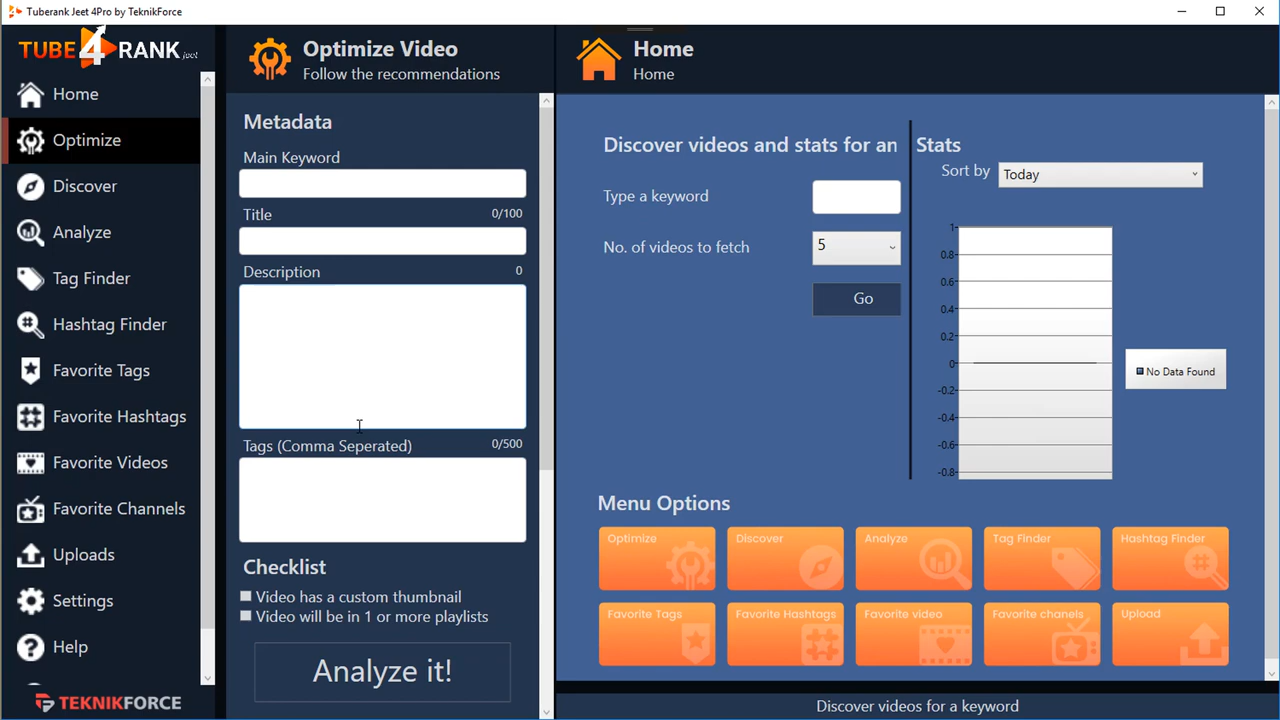 Tuberank Jeet 4Pro by TeknikForce
TUBE 4 RANK jeet
Home
Optimize
Discover
Analyze
Tag Finder
Hashtag Finder
Favorite Tags
Favorite Hashtags
Favorite Videos
Favorite Channels
Uploads
Settings
Help
TEKNIKFORCE
Optimize Video
Follow the recommendations
Metadata
Main Keyword
Title 0/100
Description 0
Tags (Comma Seperated) 0/500
Checklist
Video has a custom thumbnail
Video will be in 1 or more playlists
Analyze it!
Home
Home
Discover videos and stats for an
Type a keyword
No. of videos to fetch 5
Go
Stats
Sort by Today
1
0.8
0.6
0.4
0.2
0
-0.2
-0.4
-0.6
-0.8
No Data Found
Menu Options
Optimize
Discover
Analyze
Tag Finder
Hashtag Finder
Favorite Tags
Favorite Hashtags
Favorite video
Favorite chanels
Upload
Discover videos for a keyword